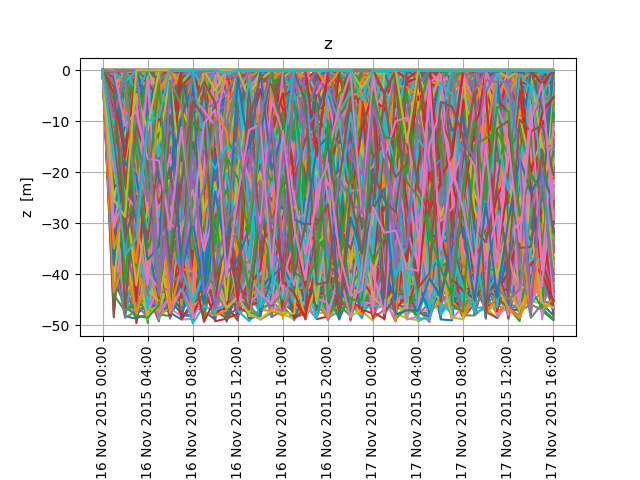 z
0
−10
−20
−30
−40
−50
z [m]
16 Nov 2015 00:00
16 Nov 2015 04:00
16 Nov 2015 08:00
16 Nov 2015 12:00
16 Nov 2015 16:00
16 Nov 2015 20:00
17 Nov 2015 00:00
17 Nov 2015 04:00
17 Nov 2015 08:00
17 Nov 2015 12:00
17 Nov 2015 16:00